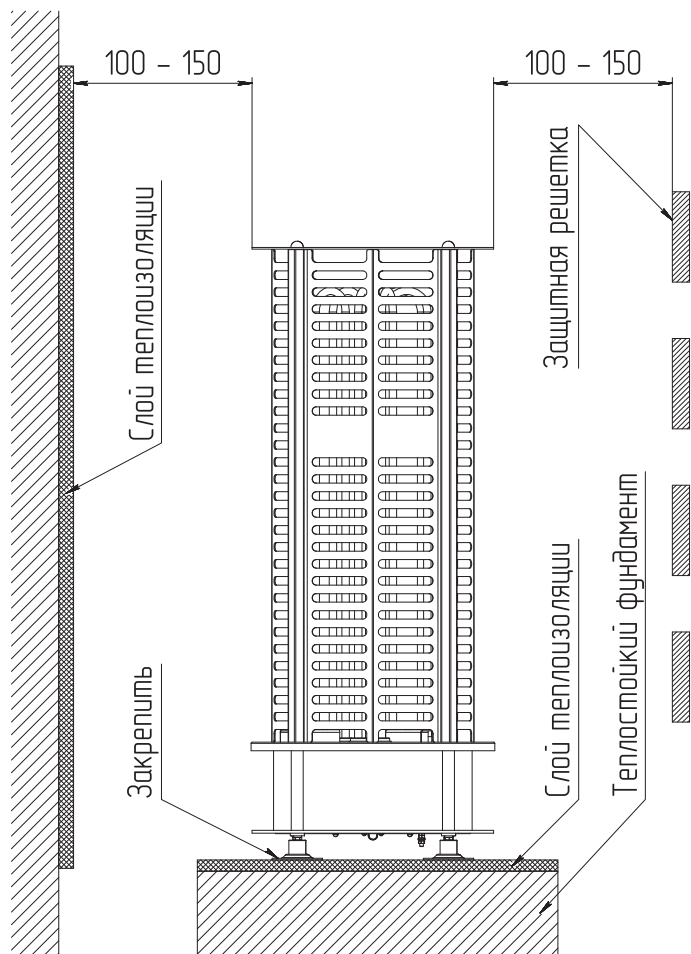 100 – 150
100 – 150
Слой теплоизоляции
Защитная решетка
Закрепить
Слой теплоизоляции
Теплостойкий фундамент